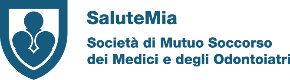 SaluteMia
Società di Mutuo Soccorso
dei Medici e degli Odontoiatri